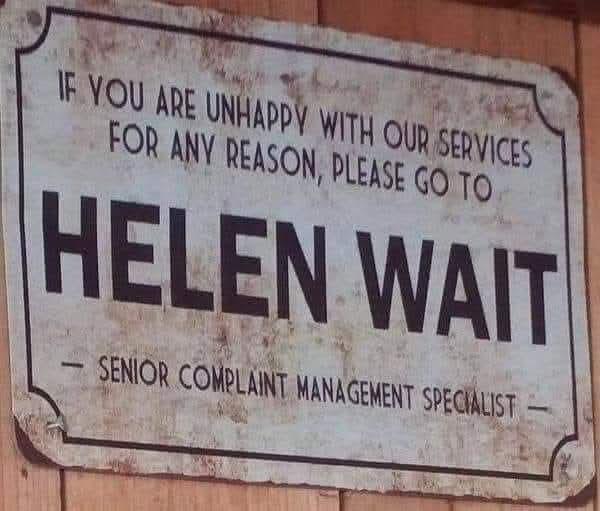 IF YOU ARE UNHAPPY WITH OUR SERVICES
FOR ANY REASON, PLEASE GO TO
HELEN WAIT
— SENIOR COMPLAINT MANAGEMENT SPECIALIST —